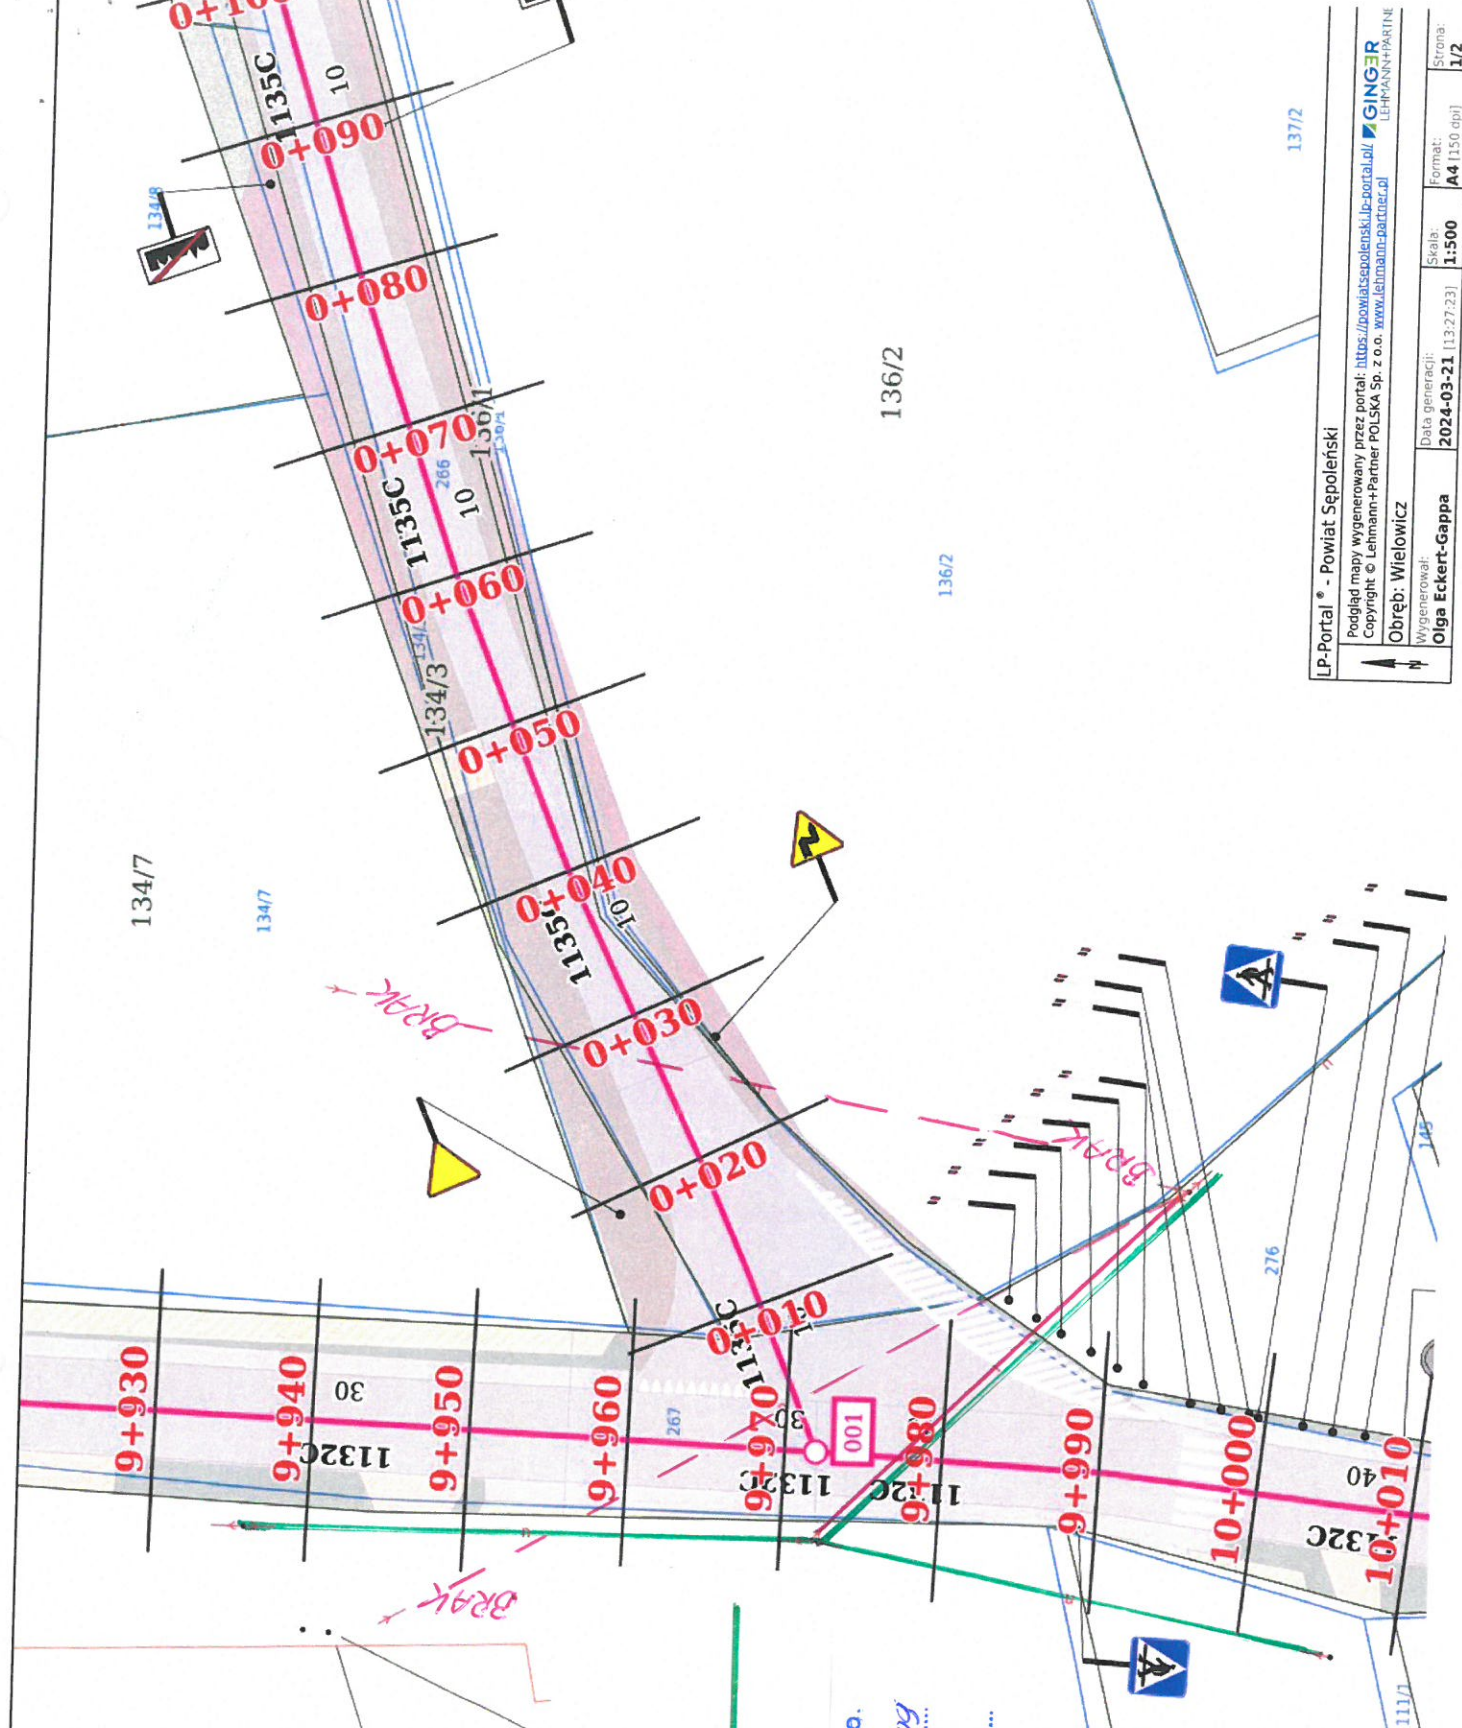 0+090
1135C
10
134/8
0+080
137/2
0+070
136/1
266
10
1135C
136/2
136/2
0+060
134/3
0+050
134/7
134/7
0+040
10
0+030
BRAK
0+020
BRAK
0+010
276
145
9+930
9+940
9+950
9+960
9+970
9+980
9+990
10+000
10+010
30
30
40
267
001
1132C
1132C
1132C
BRAK
111/1
LP-Portal ® - Powiat Sępoleński
Podgląd mapy wygenerowany przez portal: https://powiatsepolenski.lp-portal.pl/
Copyright © Lehmann+Partner POLSKA Sp. z o.o. www.lehmann-partner.pl
GINGER
LEHMANN+PARTNE
Obręb: Wielowicz
Wygenerował:
Olga Eckert-Gappa
Data generacji:
2024-03-21 [13:27:23]
Skala:
1:500
Format:
A4 [150 dpi]
Strona:
1/2
N